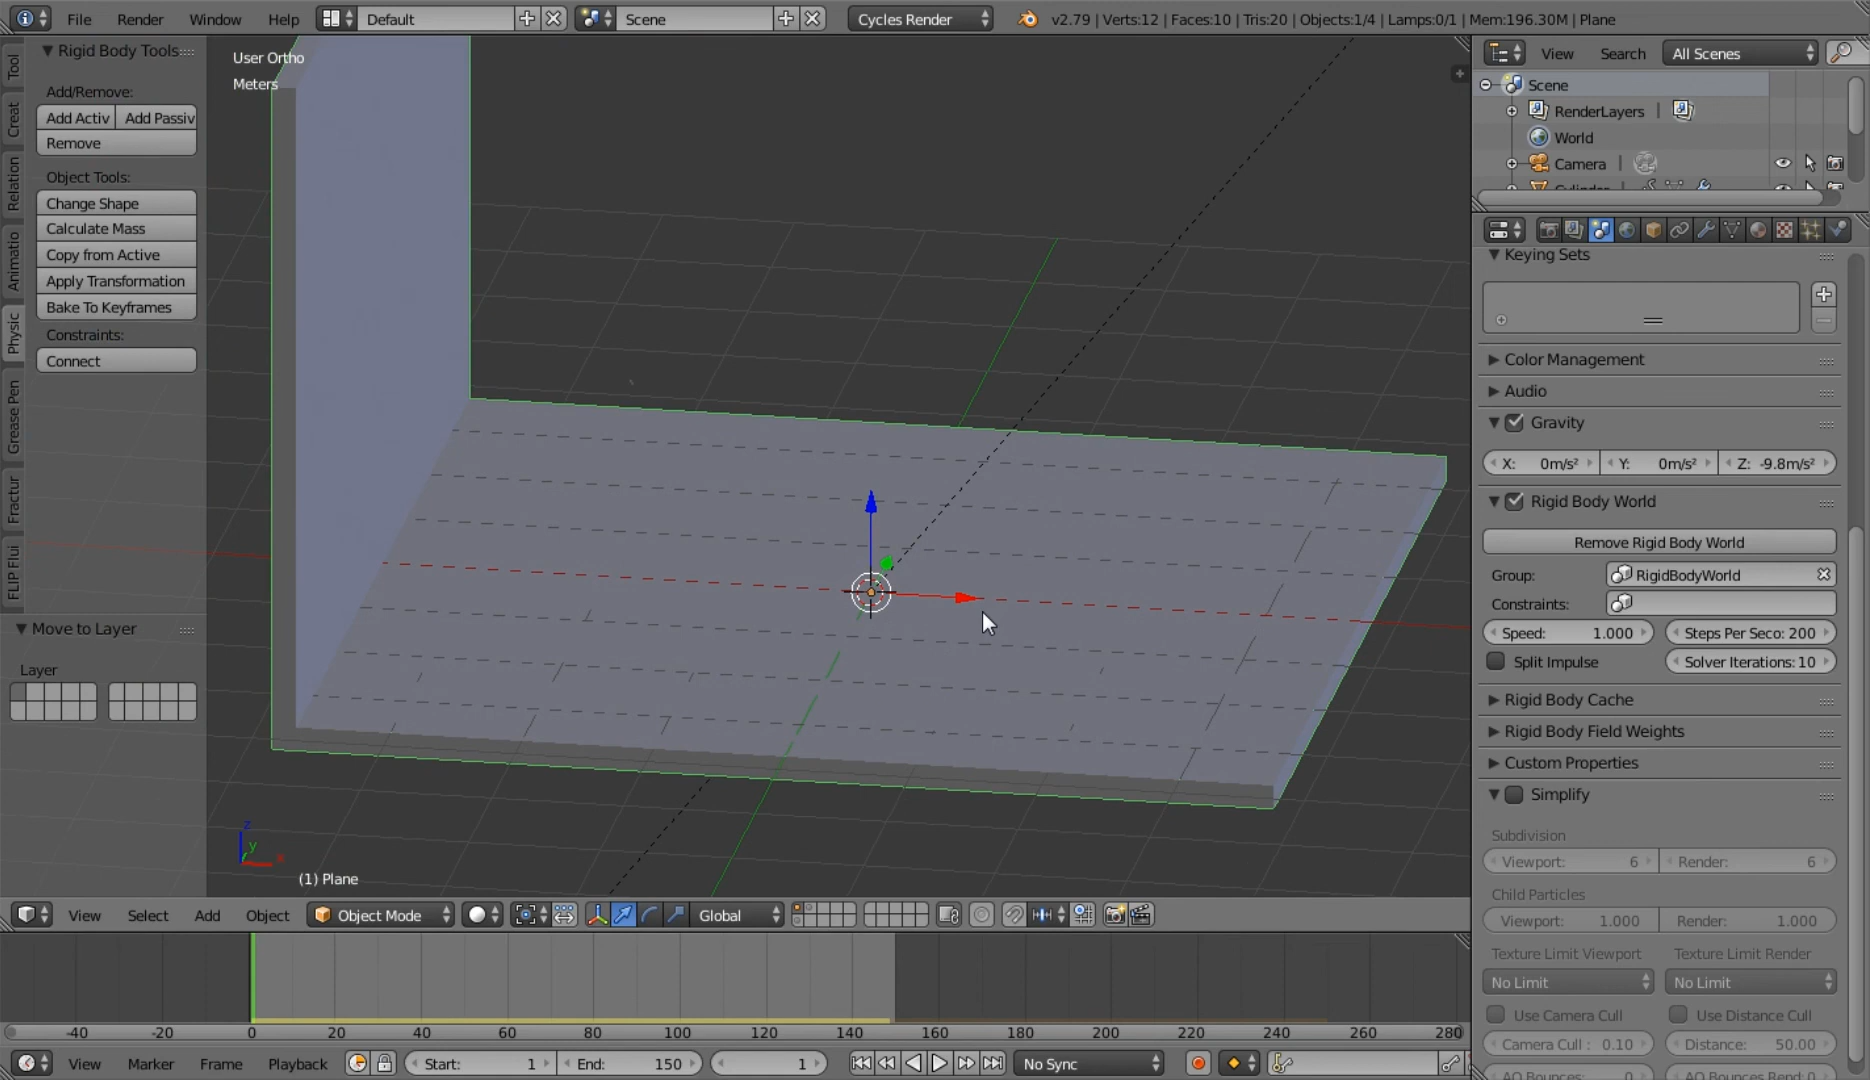 File Render Window Help Default Scene Cycles Render v2.79 | Verts:12 | Faces:10 | Tris:20 | Objects:1/4 | Lamps:0/1 | Mem:196.30M | Plane
Rigid Body Tools
Add/Remove:
Add Activ Add Passiv
Remove
Object Tools:
Change Shape
Calculate Mass
Copy from Active
Apply Transformation
Bake To Keyframes
Constraints:
Connect
Tool
Creat
Relation
Animatio
Physic
Grease Pen
Fractur
FLIP Flui
Move to Layer
Layer
User Ortho
Meters
z
y
x
(1) Plane
View Select Add Object Object Mode Global
-40 -20 0 20 40 60 80 100 120 140 160 180 200 220 240 260 280
View Marker Frame Playback Start: 1 End: 150 1 No Sync
View Search All Scenes
Scene
RenderLayers
World
Camera
Cylinder
Keying Sets
Color Management
Audio
Gravity
X: 0m/s² Y: 0m/s² Z: -9.8m/s²
Rigid Body World
Remove Rigid Body World
Group: RigidBodyWorld
Constraints:
Speed: 1.000 Steps Per Seco: 200
Split Impulse Solver Iterations: 10
Rigid Body Cache
Rigid Body Field Weights
Custom Properties
Simplify
Subdivision
Viewport: 6 Render: 6
Child Particles
Viewport: 1.000 Render: 1.000
Texture Limit Viewport Texture Limit Render
No Limit No Limit
Use Camera Cull Use Distance Cull
Camera Cull : 0.10 Distance: 50.00
AO Bounces: 0 AO Bounces Rend: 0